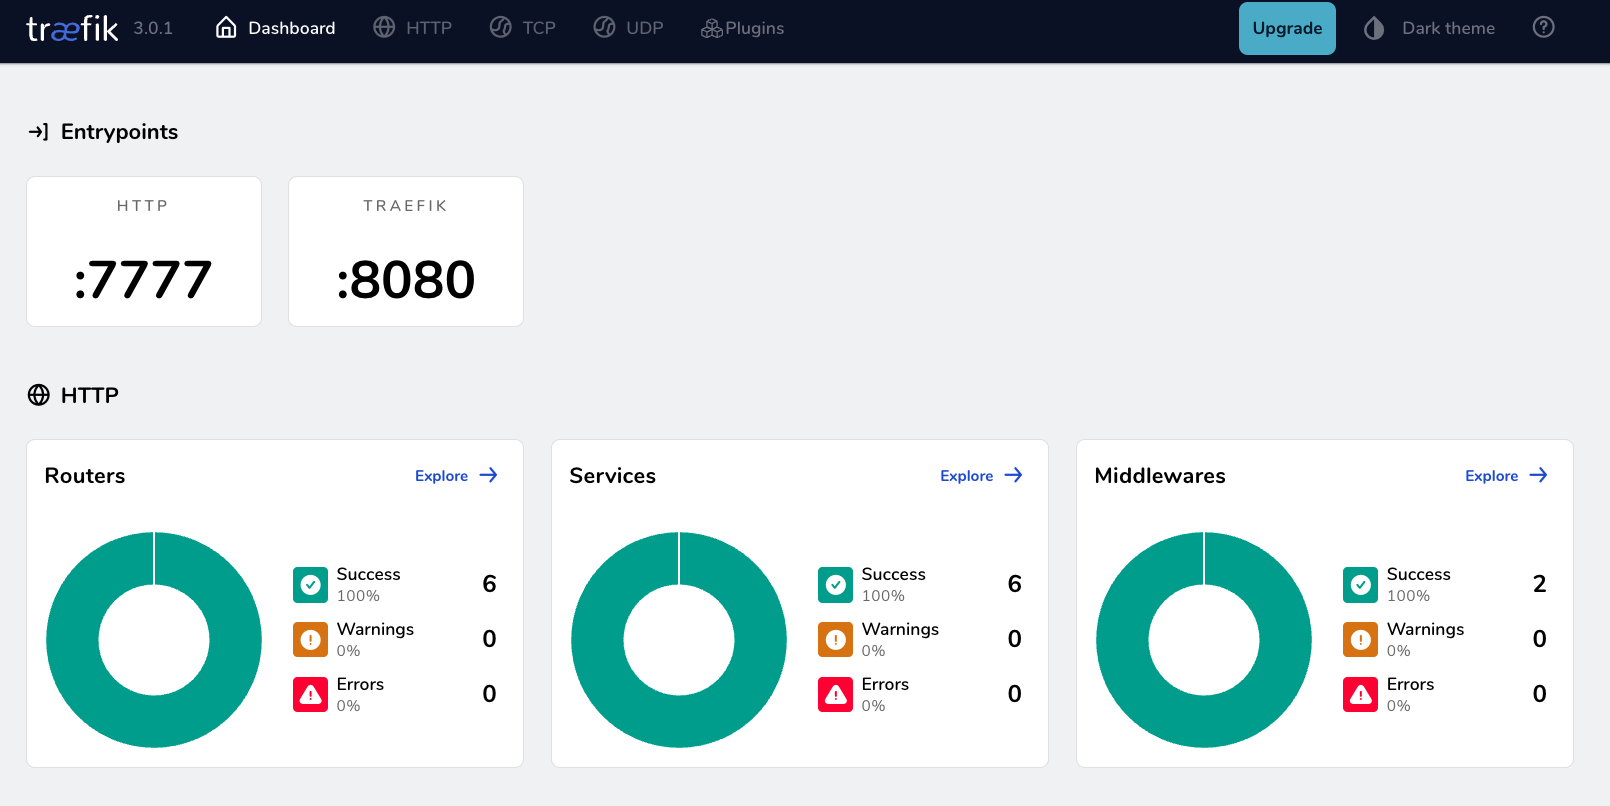 træfik 3.0.1 Dashboard HTTP TCP UDP Plugins Upgrade Dark theme
Entrypoints
HTTP
:7777
TRAEFIK
:8080
HTTP
Routers Explore
Success 6
100%
Warnings 0
0%
Errors 0
0%
Services Explore
Success 6
100%
Warnings 0
0%
Errors 0
0%
Middlewares Explore
Success 2
100%
Warnings 0
0%
Errors 0
0%